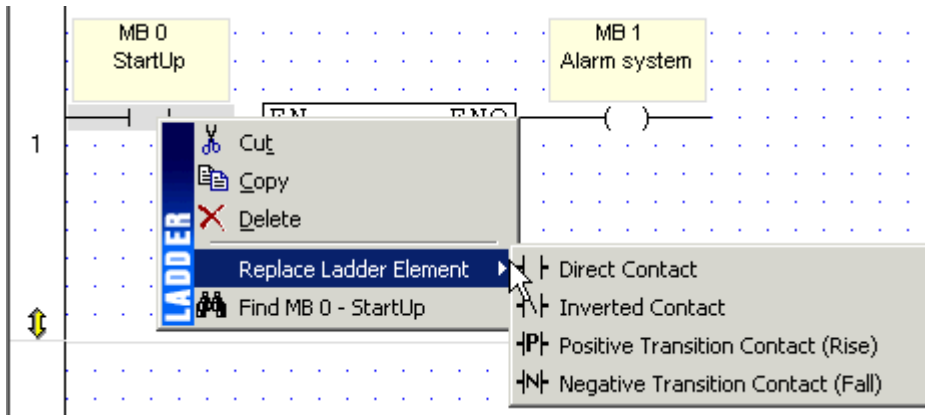 MB 0
StartUp
MB 1
Alarm system
EN ENO
1
LADDER
Cut
Copy
Delete
Replace Ladder Element
Find MB 0 - StartUp
Direct Contact
Inverted Contact
P Positive Transition Contact (Rise)
N Negative Transition Contact (Fall)